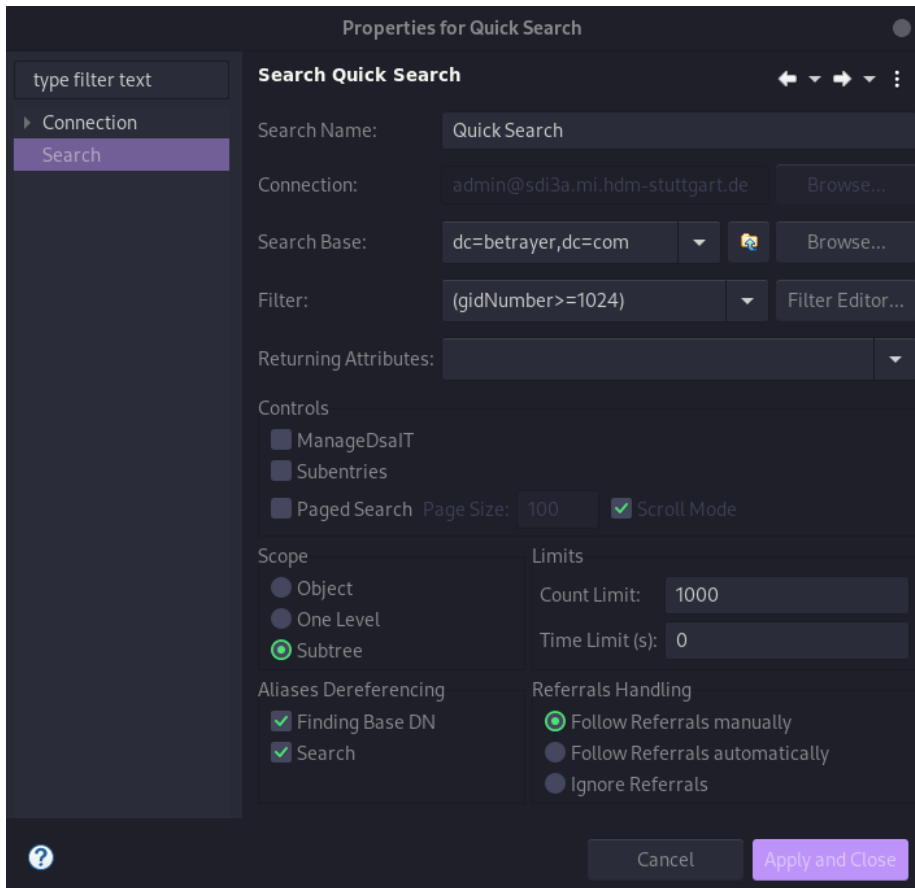 Properties for Quick Search
type filter text
Connection
Search
Search Quick Search
Search Name: Quick Search
Connection: admin@sdi3a.mi.hdm-stuttgart.de Browse...
Search Base: dc=betrayer,dc=com Browse...
Filter: (gidNumber>=1024) Filter Editor...
Returning Attributes:
Controls
ManageDsaIT
Subentries
Paged Search Page Size: 100 Scroll Mode
Scope
Object
One Level
Subtree
Limits
Count Limit: 1000
Time Limit (s): 0
Aliases Dereferencing
Finding Base DN
Search
Referrals Handling
Follow Referrals manually
Follow Referrals automatically
Ignore Referrals
? Cancel Apply and Close